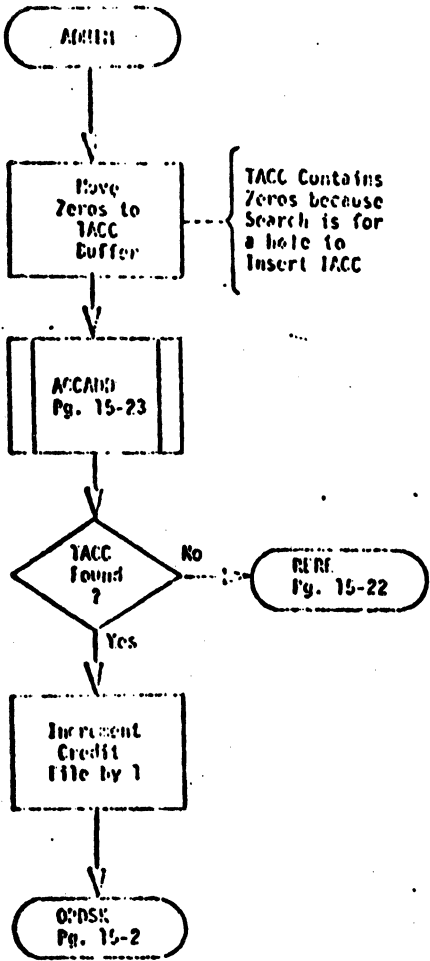 Move
Zeros to
TACC
Buffer
TACC Contains
Zeros because
Search is for
a hole to
Insert TACC
ACCADD
Pg. 15-23
TACC
Found
?
No
Pg. 15-22
Yes
Increment
Credit
File by 1
OPDSK
Pg. 15-2